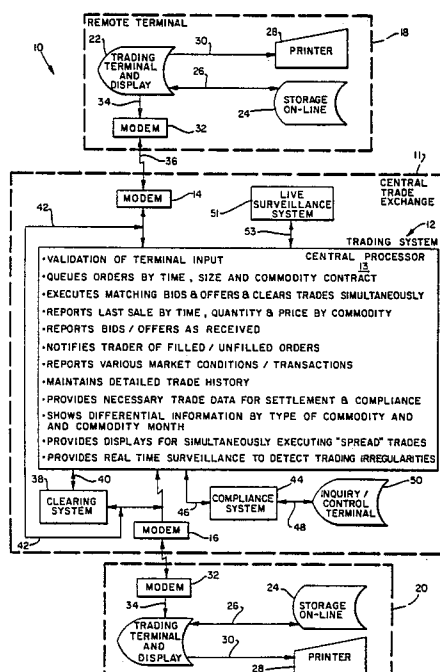 REMOTE TERMINAL
10
22
30
28
18
TRADING
TERMINAL
AND
DISPLAY
PRINTER
26
34
24
STORAGE
ON-LINE
MODEM
32
36
11
CENTRAL
TRADE
EXCHANGE
42
MODEM
14
51
LIVE
SURVEILLANCE
SYSTEM
53
12
TRADING SYSTEM
CENTRAL PROCESSOR
13
•VALIDATION OF TERMINAL INPUT
•QUEUES ORDERS BY TIME, SIZE AND COMMODITY CONTRACT
•EXECUTES MATCHING BIDS & OFFERS & CLEARS TRADES SIMULTANEOUSLY
•REPORTS LAST SALE BY TIME, QUANTITY & PRICE BY COMMODITY
•REPORTS BIDS / OFFERS AS RECEIVED
•NOTIFIES TRADER OF FILLED / UNFILLED ORDERS
•REPORTS VARIOUS MARKET CONDITIONS / TRANSACTIONS
•MAINTAINS DETAILED TRADE HISTORY
•PROVIDES NECESSARY TRADE DATA FOR SETTLEMENT & COMPLIANCE
•SHOWS DIFFERENTIAL INFORMATION BY TYPE OF COMMODITY AND
AND COMMODITY MONTH
•PROVIDES DISPLAYS FOR SIMULTANEOUSLY EXECUTING "SPREAD" TRADES
•PROVIDES REAL TIME SURVEILLANCE TO DETECT TRADING IRREGULARITIES
38
40
CLEARING
SYSTEM
42
MODEM
16
46
COMPLIANCE
SYSTEM
44
48
INQUIRY/
CONTROL
TERMINAL
50
MODEM
32
34
24
STORAGE
ON-LINE
20
26
TRADING
TERMINAL
AND
DISPLAY
30
PRINTER
28